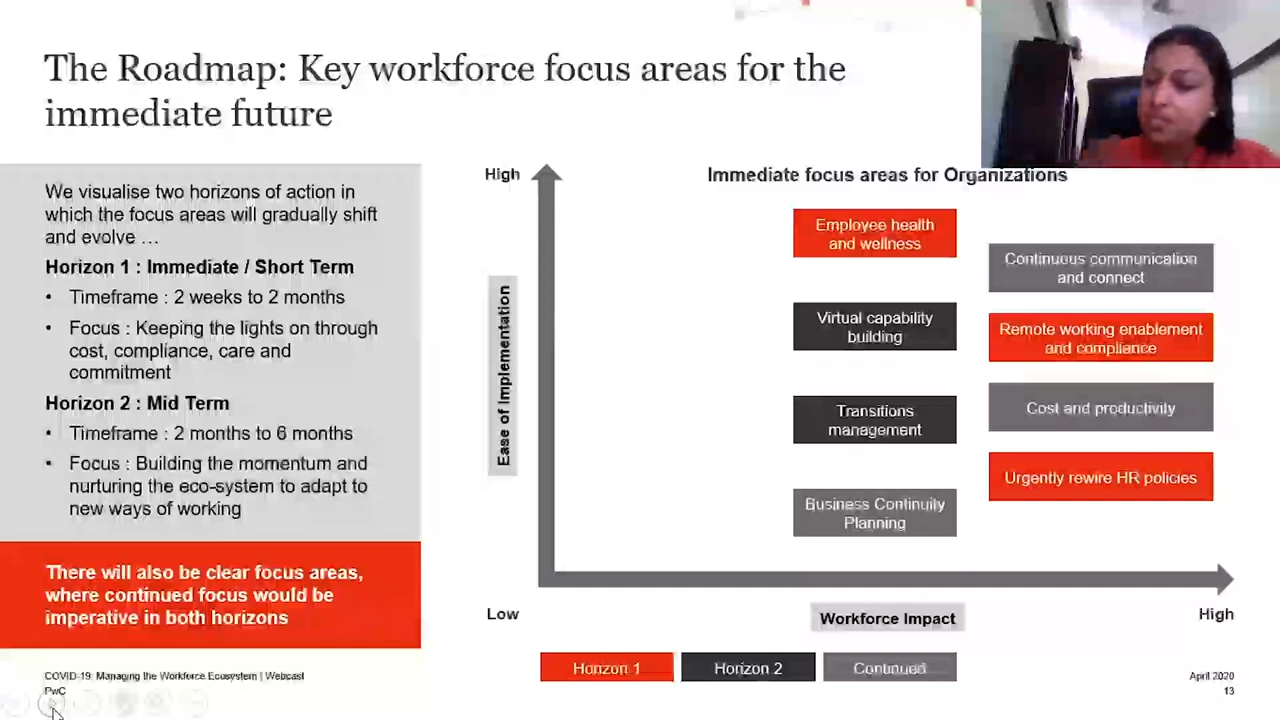 The Roadmap: Key workforce focus areas for the
immediate future
We visualise two horizons of action in
which the focus areas will gradually shift
and evolve …
Horizon 1 : Immediate / Short Term
• Timeframe : 2 weeks to 2 months
• Focus : Keeping the lights on through
cost, compliance, care and
commitment
Horizon 2 : Mid Term
• Timeframe : 2 months to 6 months
• Focus : Building the momentum and
nurturing the eco-system to adapt to
new ways of working
There will also be clear focus areas,
where continued focus would be
imperative in both horizons
High
Immediate focus areas for Organizations
Ease of Implementation
Employee health
and wellness
Continuous communication
and connect
Virtual capability
building
Remote working enablement
and compliance
Transitions
management
Cost and productivity
Urgently rewire HR policies
Business Continuity
Planning
Low
Workforce Impact
High
Horizon 1
Horizon 2
Continued
COVID-19: Managing the Workforce Ecosystem | Webcast
PwC
April 2020
13